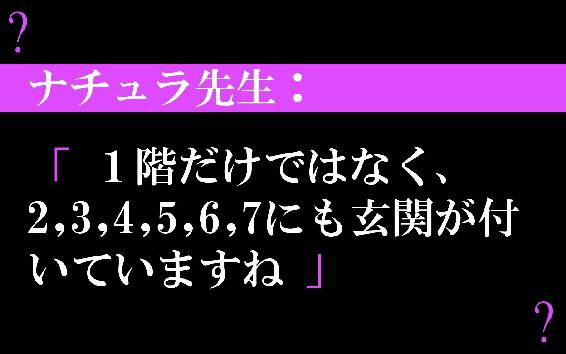 ?
ナチュラ先生：
「 １階だけではなく、
2,3,4,5,6,7にも玄関が付
いていますね 」
?